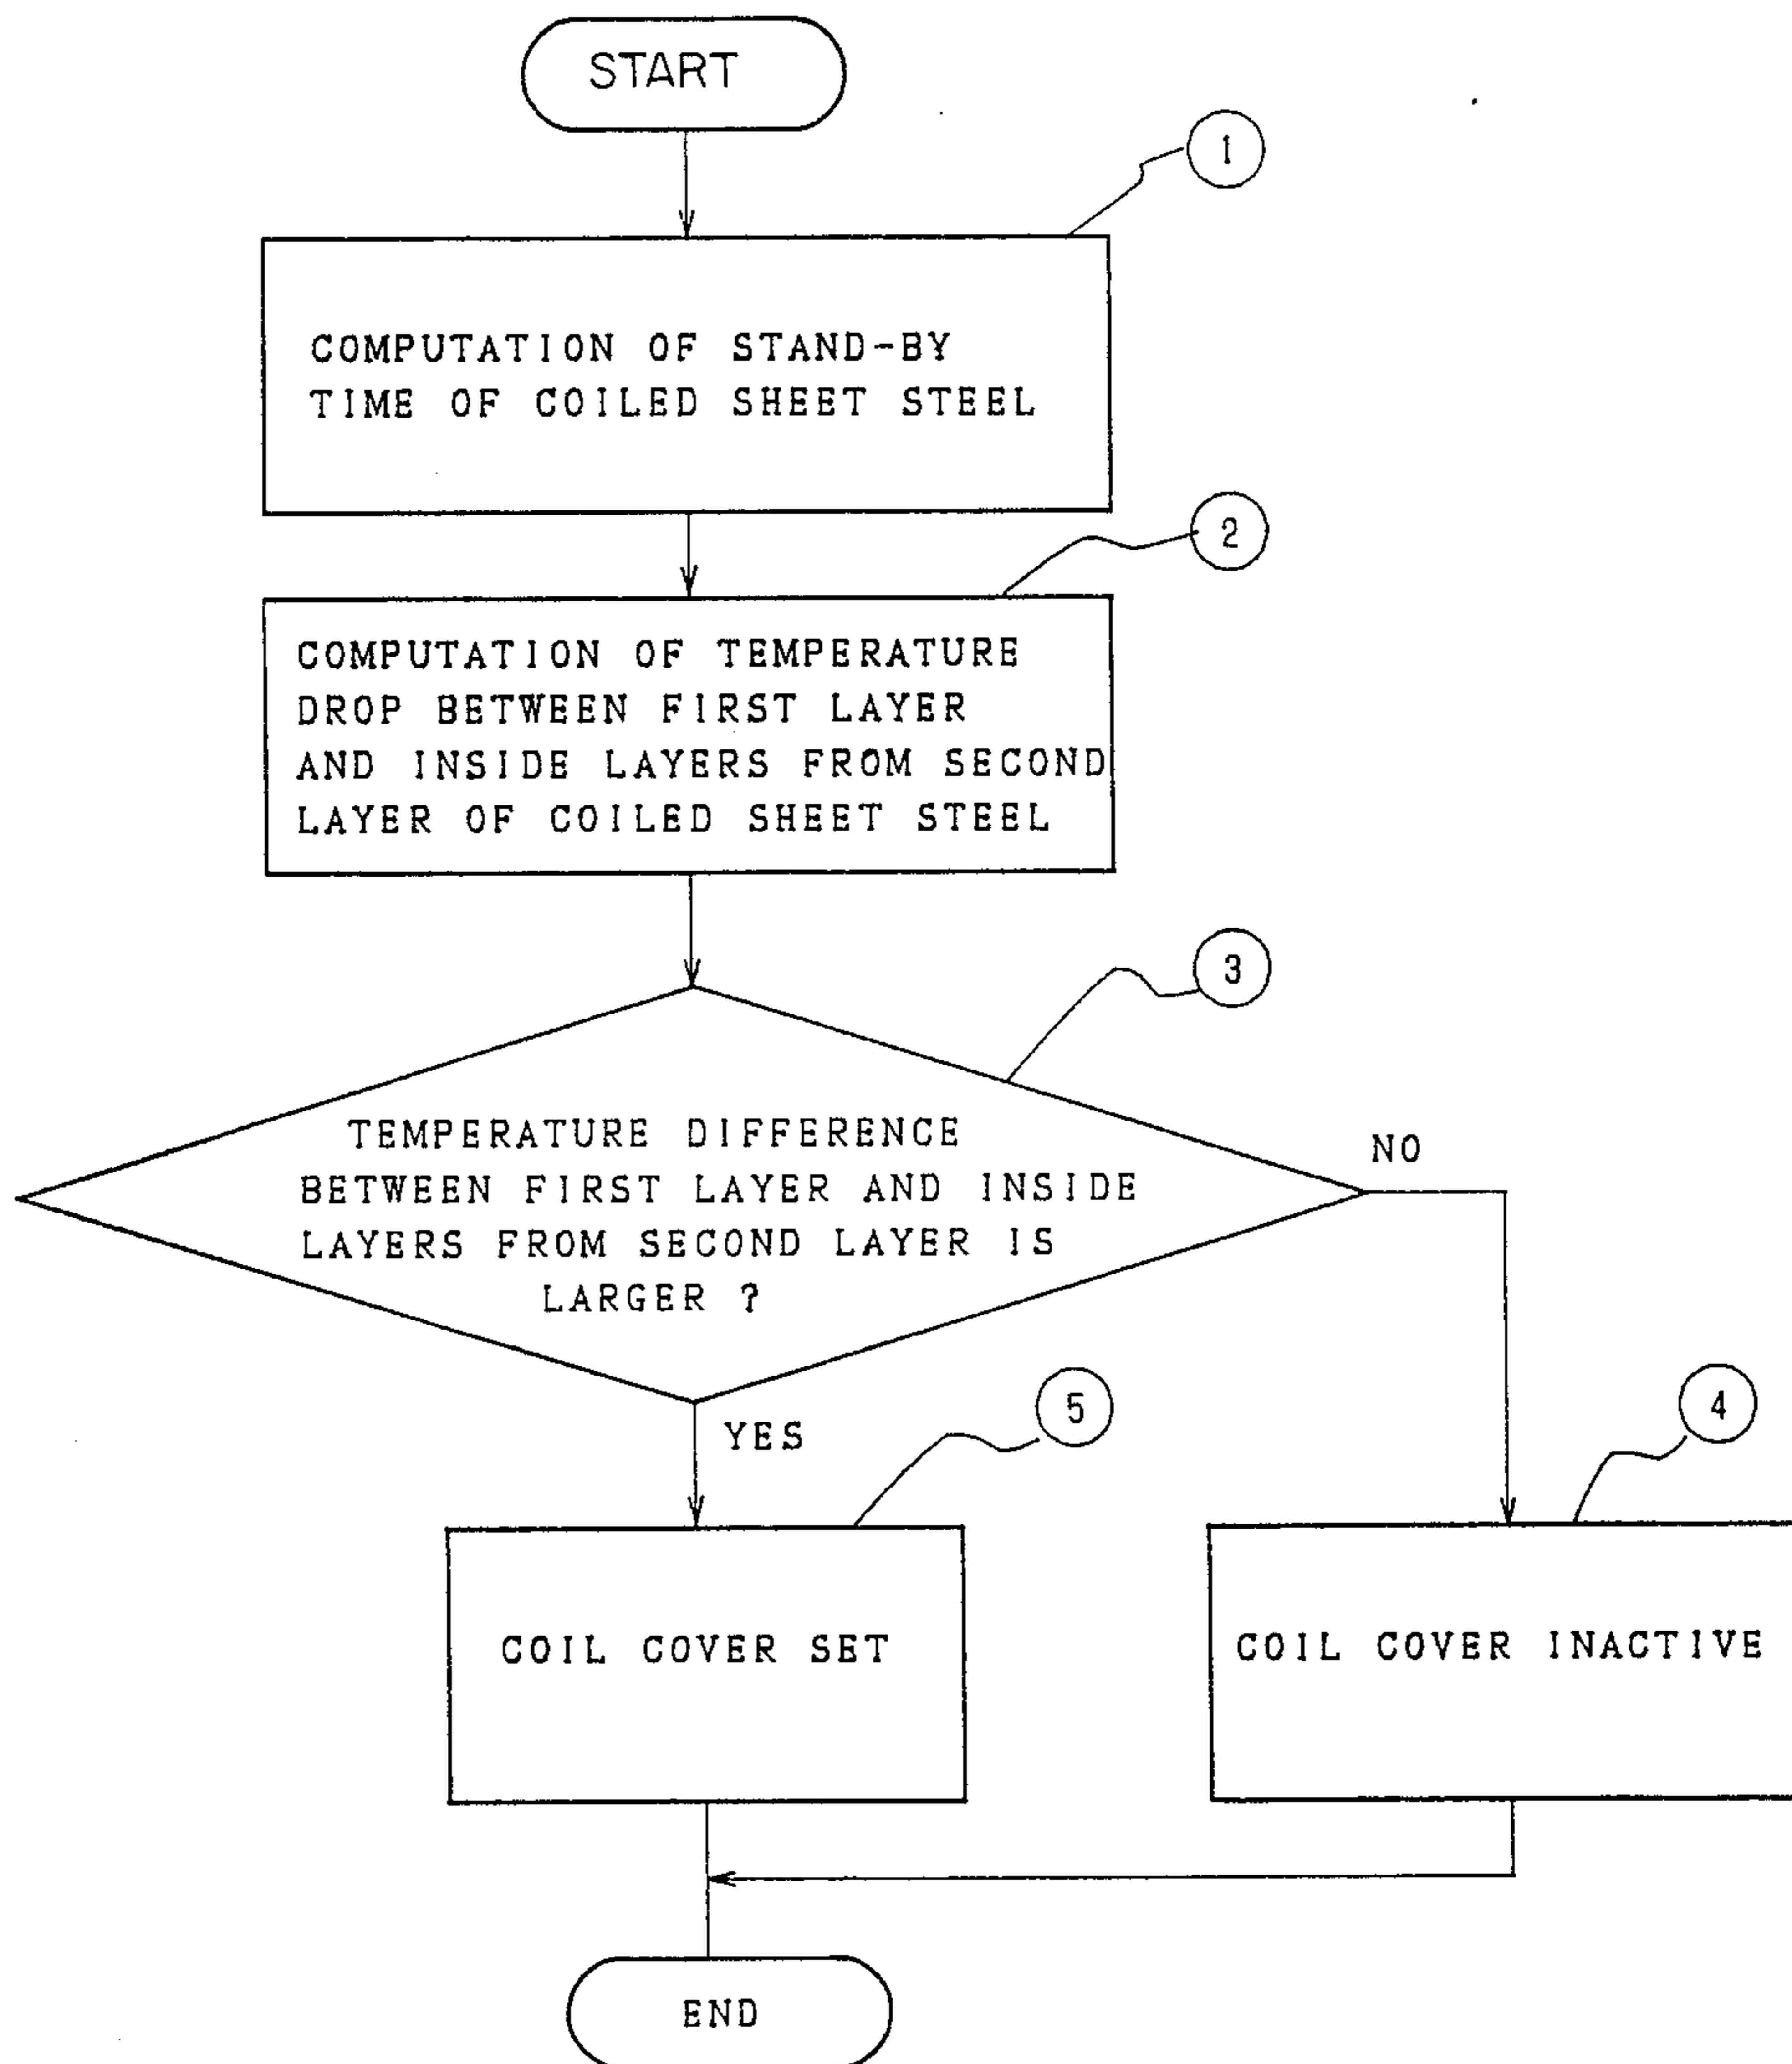 START
1
COMPUTATION OF STAND-BY
TIME OF COILED SHEET STEEL
2
COMPUTATION OF TEMPERATURE
DROP BETWEEN FIRST LAYER
AND INSIDE LAYERS FROM SECOND
LAYER OF COILED SHEET STEEL
3
TEMPERATURE DIFFERENCE
BETWEEN FIRST LAYER AND INSIDE
LAYERS FROM SECOND LAYER IS
LARGER ?
NO
YES
5
4
COIL COVER SET
COIL COVER INACTIVE
END